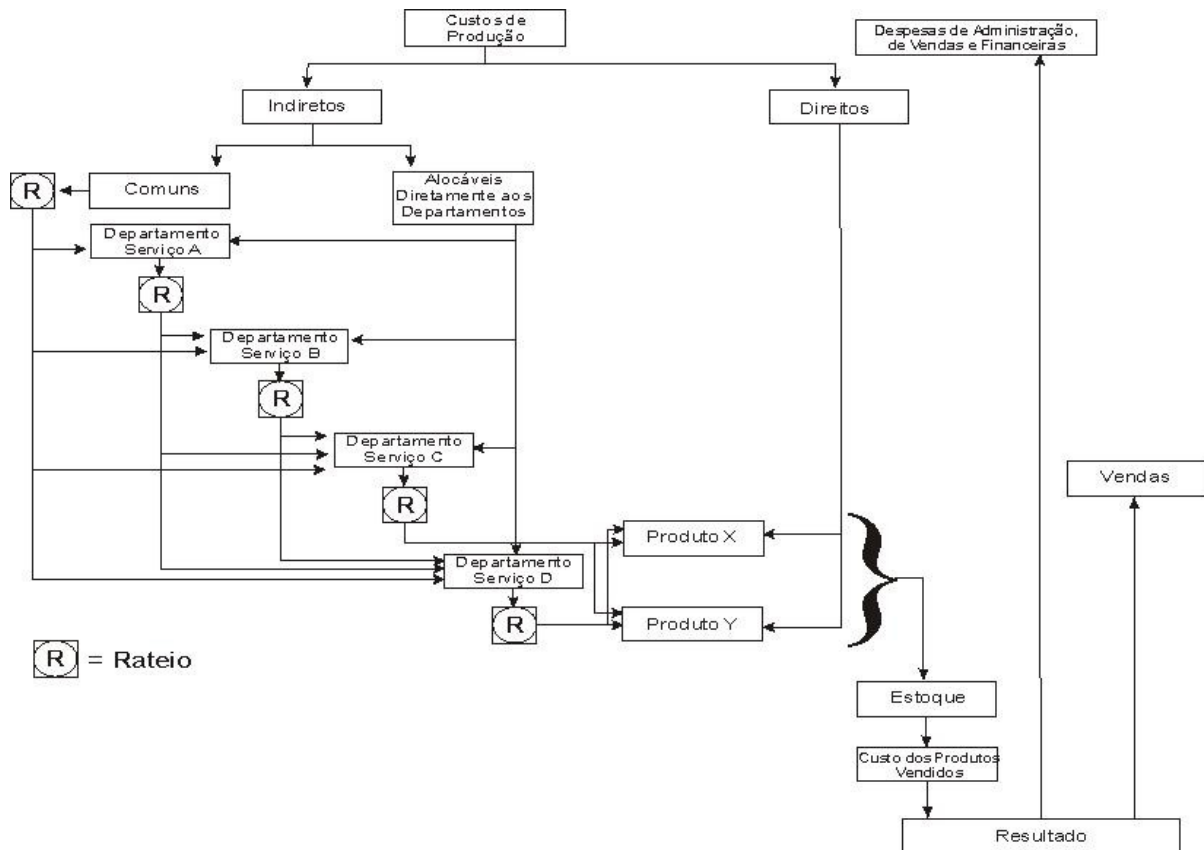 Custos de
Produção
Despesas de Administração,
de Vendas e Financeiras
Indiretos
Direitos
R
Comuns
Alocáveis
Diretamente aos
Departamentos
Departamento
Serviço A
R
Departamento
Serviço B
R
Departamento
Serviço C
R
Vendas
Produto X
Departamento
Serviço D
R
Produto Y
R = Rateio
Estoque
Custo dos Produtos
Vendidos
Resultado